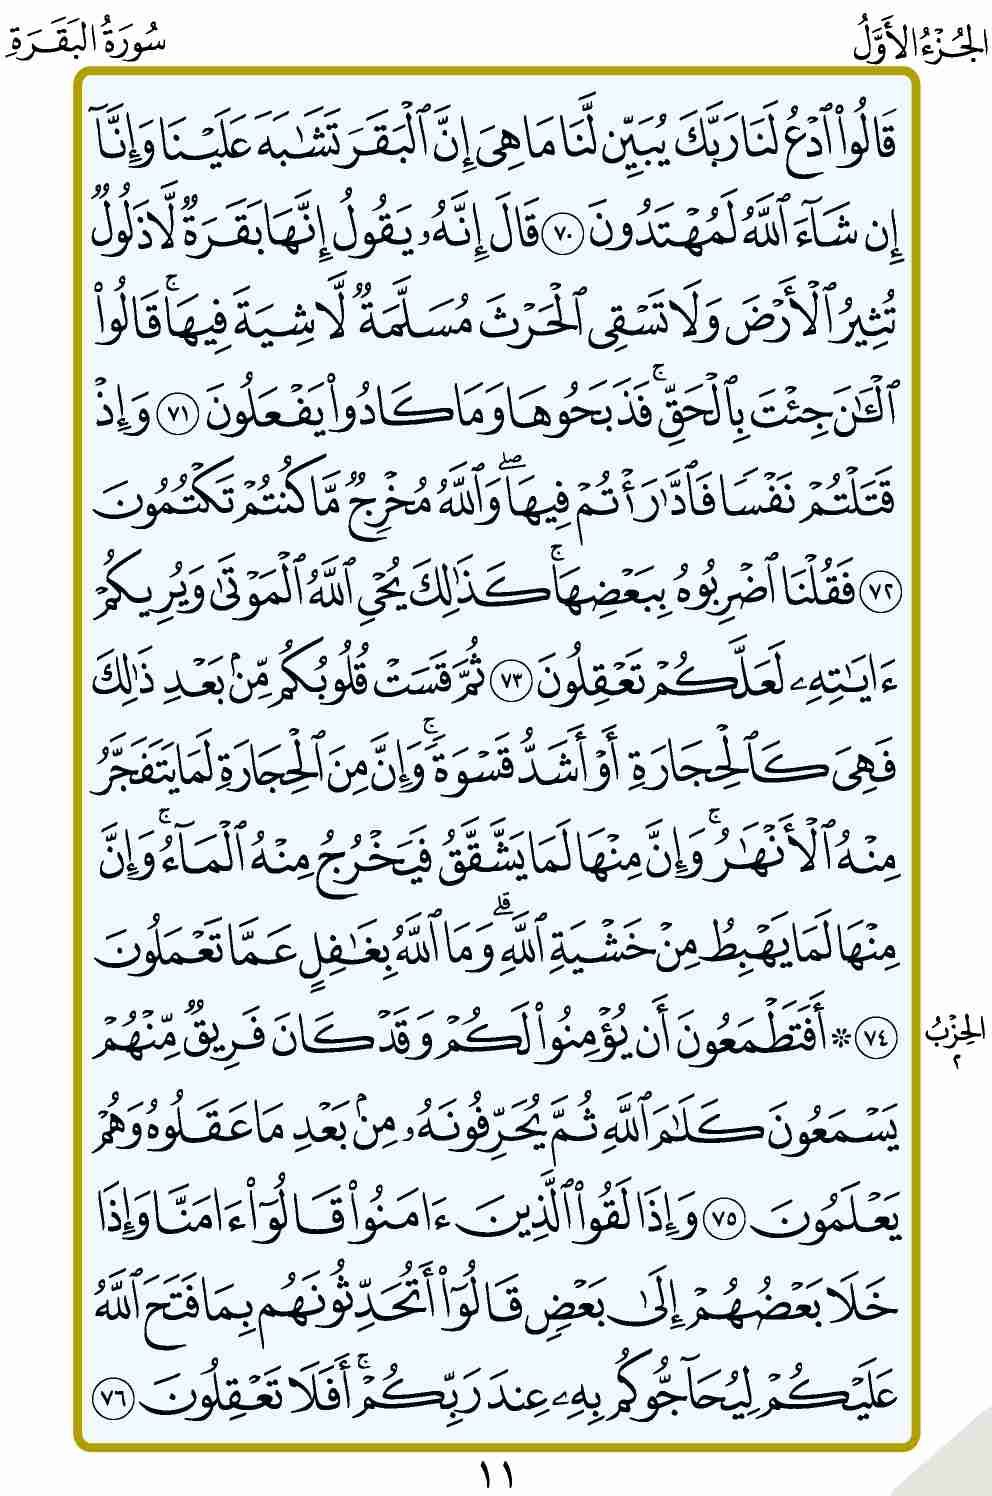 الجُزْءُ الأَوَّلُ
سُورَةُ البَقَرَةِ
قَالُوا۟ ٱدْعُ لَنَا رَبَّكَ يُبَيِّن لَّنَا مَا هِىَ إِنَّ ٱلْبَقَرَ تَشَٰبَهَ عَلَيْنَا وَإِنَّآ
إِن شَآءَ ٱللَّهُ لَمُهْتَدُونَ ٧٠ قَالَ إِنَّهُۥ يَقُولُ إِنَّهَا بَقَرَةٌ لَّا ذَلُولٌ
تُثِيرُ ٱلْأَرْضَ وَلَا تَسْقِى ٱلْحَرْثَ مُسَلَّمَةٌ لَّا شِيَةَ فِيهَاۚ قَالُوا۟
ٱلْـَٰٔنَ جِئْتَ بِٱلْحَقِّۚ فَذَبَحُوهَا وَمَا كَادُوا۟ يَفْعَلُونَ ٧١ وَإِذْ
قَتَلْتُمْ نَفْسًا فَٱدَّٰرَْٰٔتُمْ فِيهَاۖ وَٱللَّهُ مُخْرِجٌ مَّا كُنتُمْ تَكْتُمُونَ
٧٢ فَقُلْنَا ٱضْرِبُوهُ بِبَعْضِهَاۚ كَذَٰلِكَ يُحْىِ ٱللَّهُ ٱلْمَوْتَىٰ وَيُرِيكُمْ
ءَايَٰتِهِۦ لَعَلَّكُمْ تَعْقِلُونَ ٧٣ ثُمَّ قَسَتْ قُلُوبُكُم مِّنۢ بَعْدِ ذَٰلِكَ
فَهِىَ كَٱلْحِجَارَةِ أَوْ أَشَدُّ قَسْوَةًۚ وَإِنَّ مِنَ ٱلْحِجَارَةِ لَمَا يَتَفَجَّرُ
مِنْهُ ٱلْأَنْهَٰرُۚ وَإِنَّ مِنْهَا لَمَا يَشَّقَّقُ فَيَخْرُجُ مِنْهُ ٱلْمَآءُۚ وَإِنَّ
مِنْهَا لَمَا يَهْبِطُ مِنْ خَشْيَةِ ٱللَّهِۗ وَمَا ٱللَّهُ بِغَٰفِلٍ عَمَّا تَعْمَلُونَ
٧٤ ۞ أَفَتَطْمَعُونَ أَن يُؤْمِنُوا۟ لَكُمْ وَقَدْ كَانَ فَرِيقٌ مِّنْهُمْ
الحِزْبُ
٢
يَسْمَعُونَ كَلَٰمَ ٱللَّهِ ثُمَّ يُحَرِّفُونَهُۥ مِنۢ بَعْدِ مَا عَقَلُوهُ وَهُمْ
يَعْلَمُونَ ٧٥ وَإِذَا لَقُوا۟ ٱلَّذِينَ ءَامَنُوا۟ قَالُوٓا۟ ءَامَنَّا وَإِذَا
خَلَا بَعْضُهُمْ إِلَىٰ بَعْضٍ قَالُوٓا۟ أَتُحَدِّثُونَهُم بِمَا فَتَحَ ٱللَّهُ
عَلَيْكُمْ لِيُحَآجُّوكُم بِهِۦ عِندَ رَبِّكُمْۚ أَفَلَا تَعْقِلُونَ ٧٦
١١